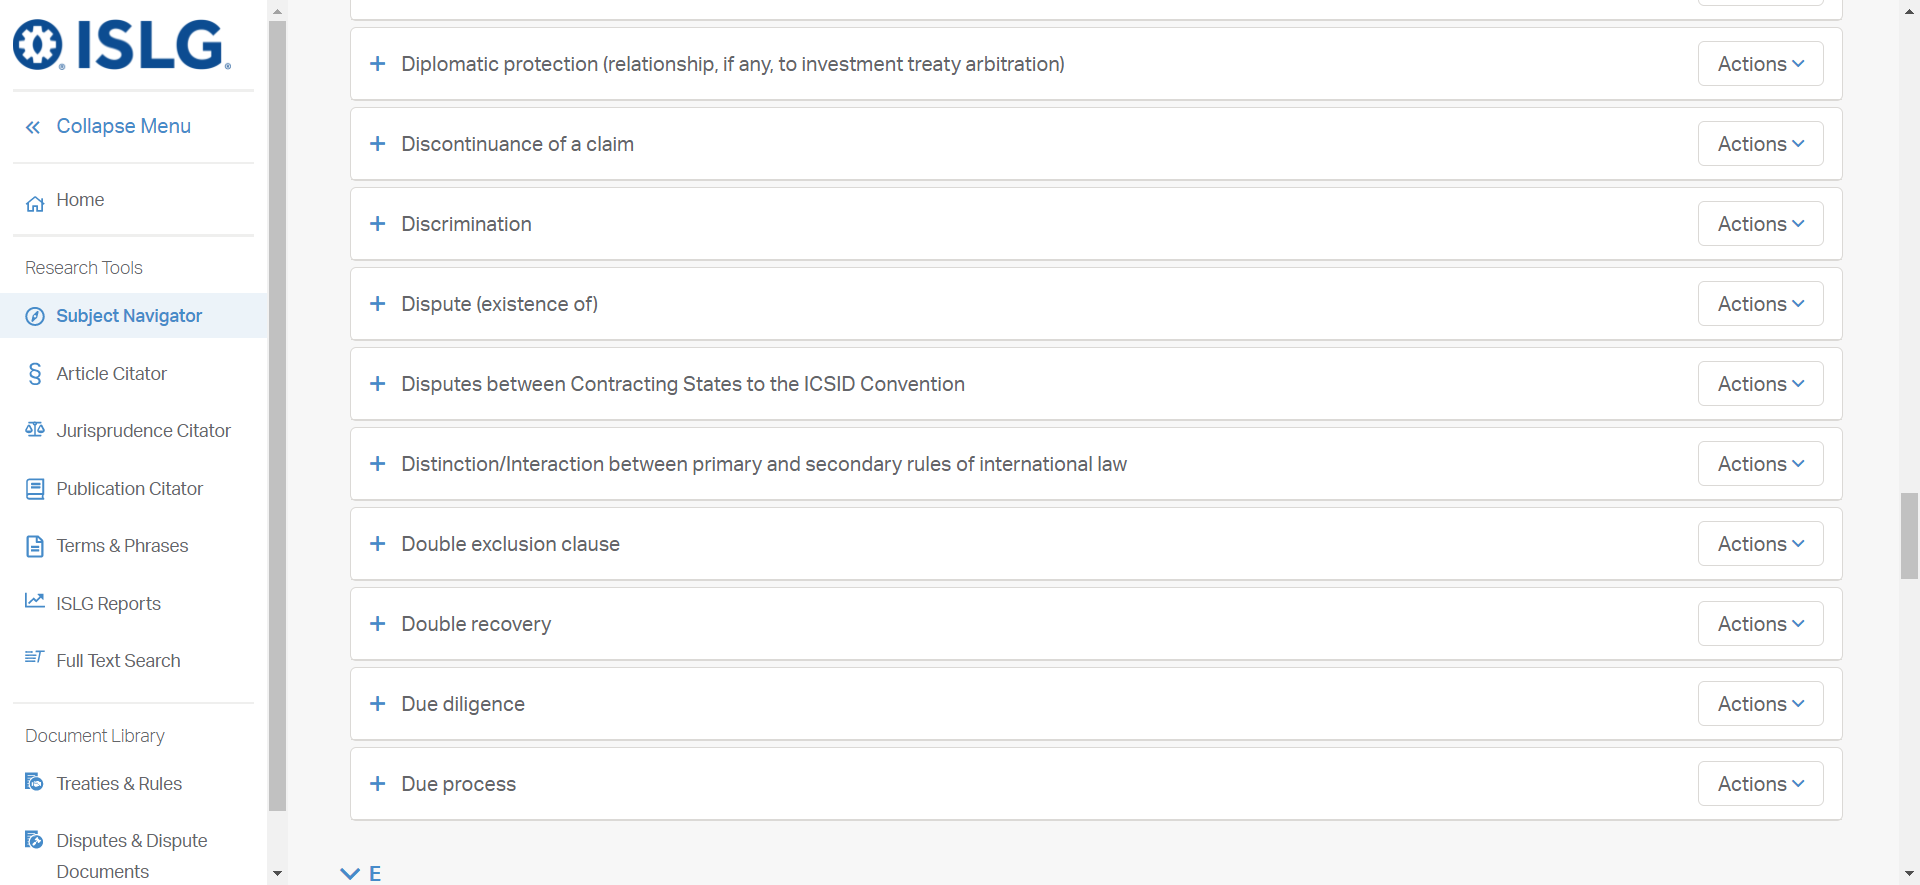 ISLG
Collapse Menu
Home
Research Tools
Subject Navigator
Article Citator
Jurisprudence Citator
Publication Citator
Terms & Phrases
ISLG Reports
Full Text Search
Document Library
Treaties & Rules
Disputes & Dispute
Documents
Diplomatic protection (relationship, if any, to investment treaty arbitration) Actions
Discontinuance of a claim Actions
Discrimination Actions
Dispute (existence of) Actions
Disputes between Contracting States to the ICSID Convention Actions
Distinction/Interaction between primary and secondary rules of international law Actions
Double exclusion clause Actions
Double recovery Actions
Due diligence Actions
Due process Actions
E